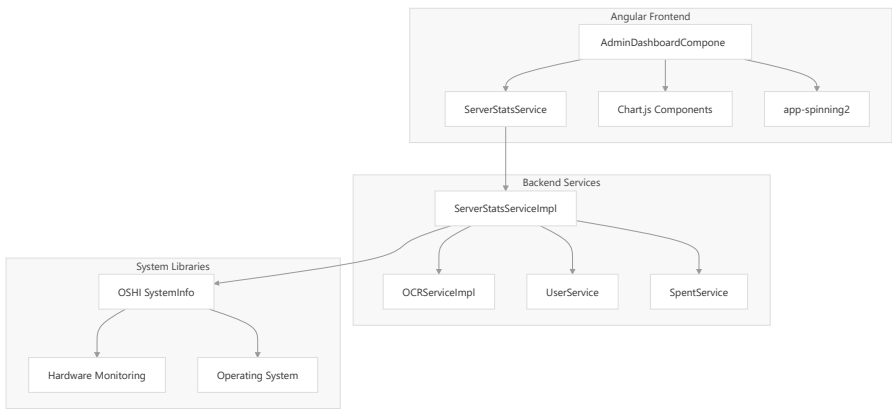 Angular Frontend
AdminDashboardCompone
ServerStatsService
Chart.js Components
app-spinning2
Backend Services
ServerStatsServiceImpl
OCRServiceImpl
UserService
SpentService
System Libraries
OSHI SystemInfo
Hardware Monitoring
Operating System